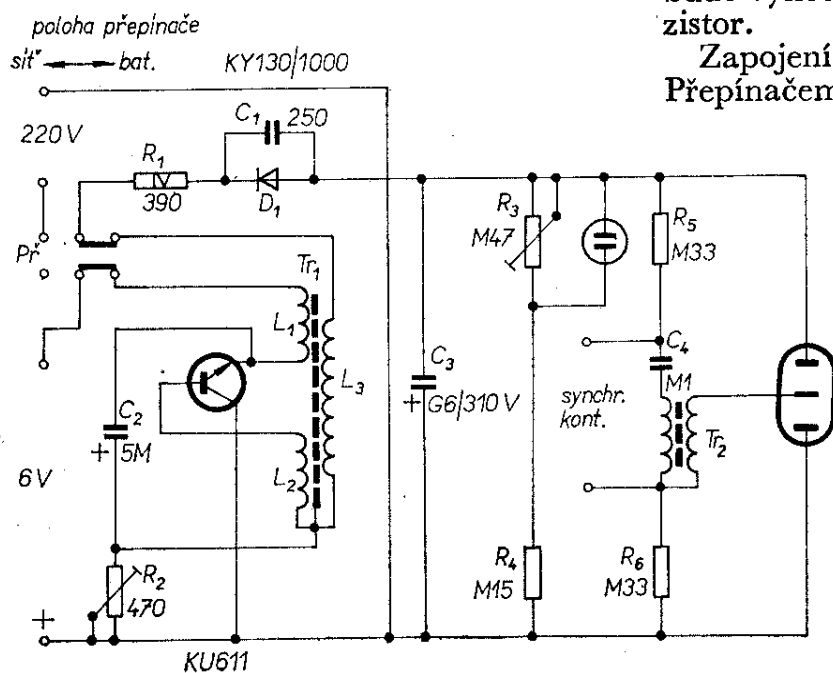 poloha přepínače
síť bat.
KY130/1000
zistor.
Zapojení
Přepínačem
220 V
C1 250
R1
390
D1
Př
Tr1
L1
L3
L2
C2
+ 5M
6V
R2
470
+
KU611
C3
+ G6/310 V
R3
M47
R4
M15
R5
M33
C4
M1
synchr.
kont.
Tr2
R6
M33